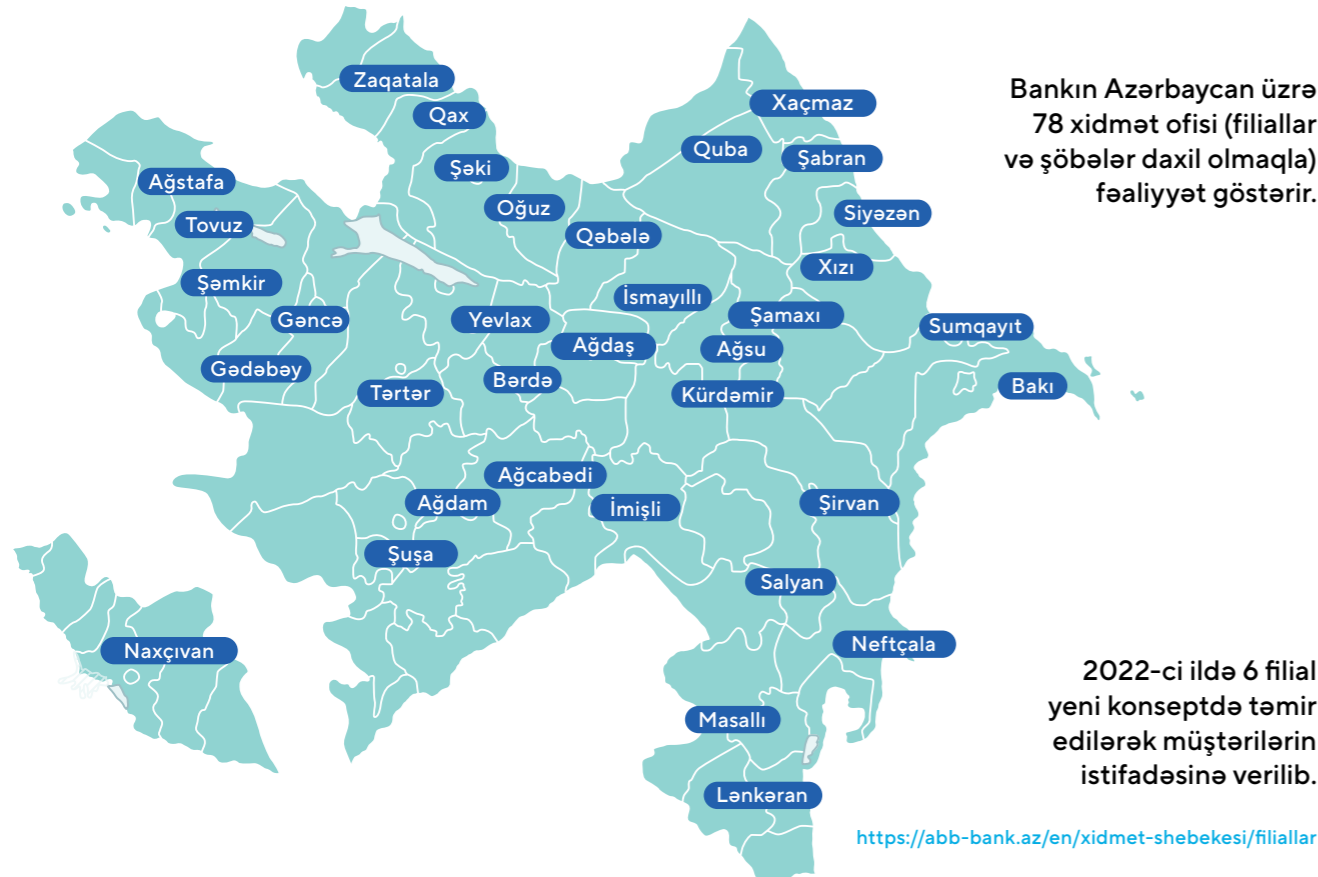 Zaqatala
Xaçmaz
Qax
Quba
Şabran
Şəki
Ağstafa
Oğuz
Siyəzən
Tovuz
Qəbələ
Xızı
Şəmkir
İsmayıllı
Şamaxı
Gəncə
Yevlax
Sumqayıt
Ağdaş
Ağsu
Gədəbəy
Bərdə
Bakı
Tərtər
Kürdəmir
Ağcabədi
Ağdam
İmişli
Şirvan
Şuşa
Salyan
Neftçala
Naxçıvan
Masallı
Lənkəran
Bankın Azərbaycan üzrə
78 xidmət ofisi (filiallar
və şöbələr daxil olmaqla)
fəaliyyət göstərir.
2022-ci ildə 6 filial
yeni konseptdə təmir
edilərək müştərilərin
istifadəsinə verilib.
https://abb-bank.az/en/xidmet-shebekesi/filiallar